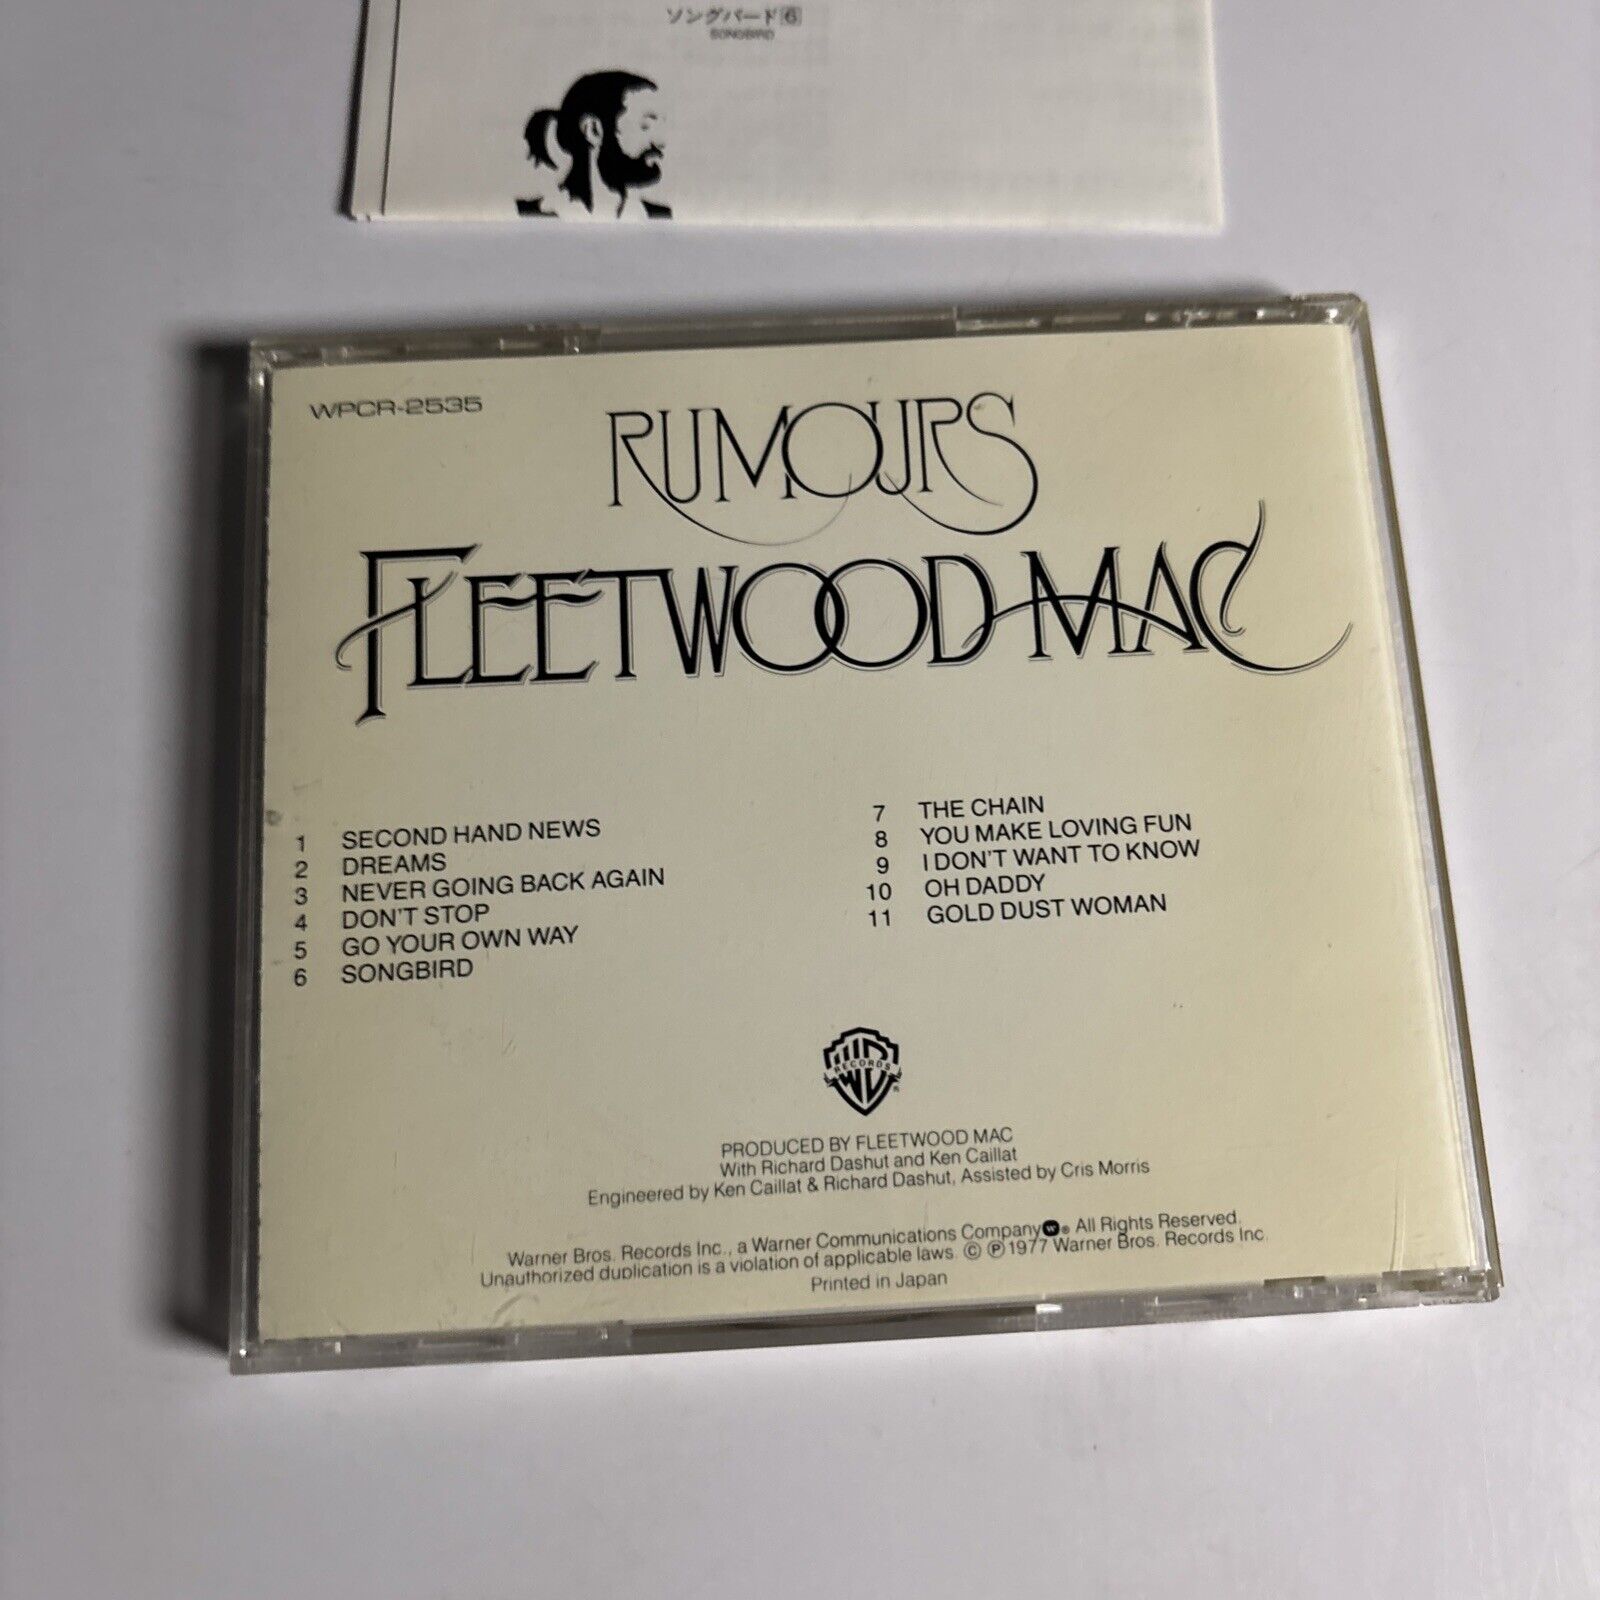 ソングバード 6
SONGBIRD
WPCR-2535
RUMOURS
FLEETWOOD MAC
1 SECOND HAND NEWS
2 DREAMS
3 NEVER GOING BACK AGAIN
4 DON'T STOP
5 GO YOUR OWN WAY
6 SONGBIRD
7 THE CHAIN
8 YOU MAKE LOVING FUN
9 I DON'T WANT TO KNOW
10 OH DADDY
11 GOLD DUST WOMAN
WB
RECORDS
®
PRODUCED BY FLEETWOOD MAC
With Richard Dashut and Ken Caillat
Engineered by Ken Caillat & Richard Dashut, Assisted by Cris Morris
Warner Bros. Records Inc., a Warner Communications Company W ® All Rights Reserved.
Unauthorized duplication is a violation of applicable laws. © ℗ 1977 Warner Bros. Records Inc.
Printed in Japan